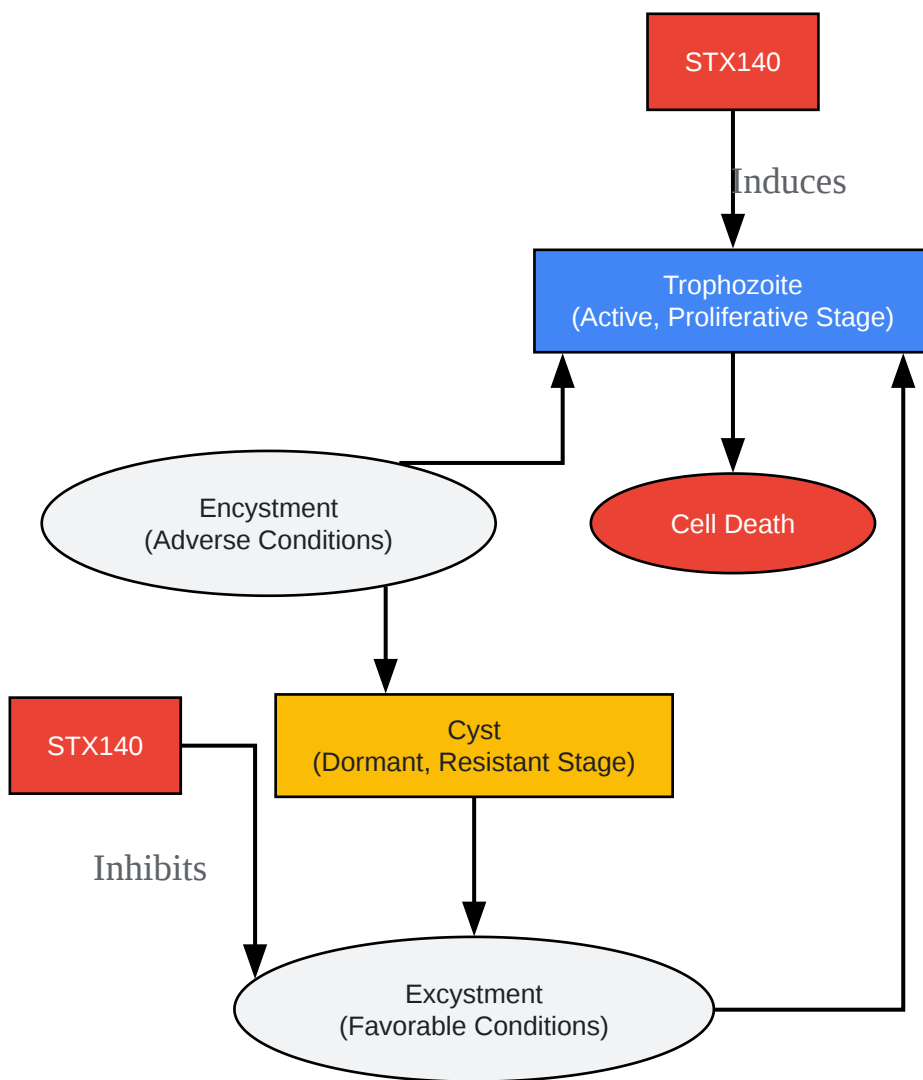 STX140
Induces
Trophozoite
(Active, Proliferative Stage)
Encystment
(Adverse Conditions)
Cell Death
STX140
Cyst
(Dormant, Resistant Stage)
Inhibits
Excystment
(Favorable Conditions)